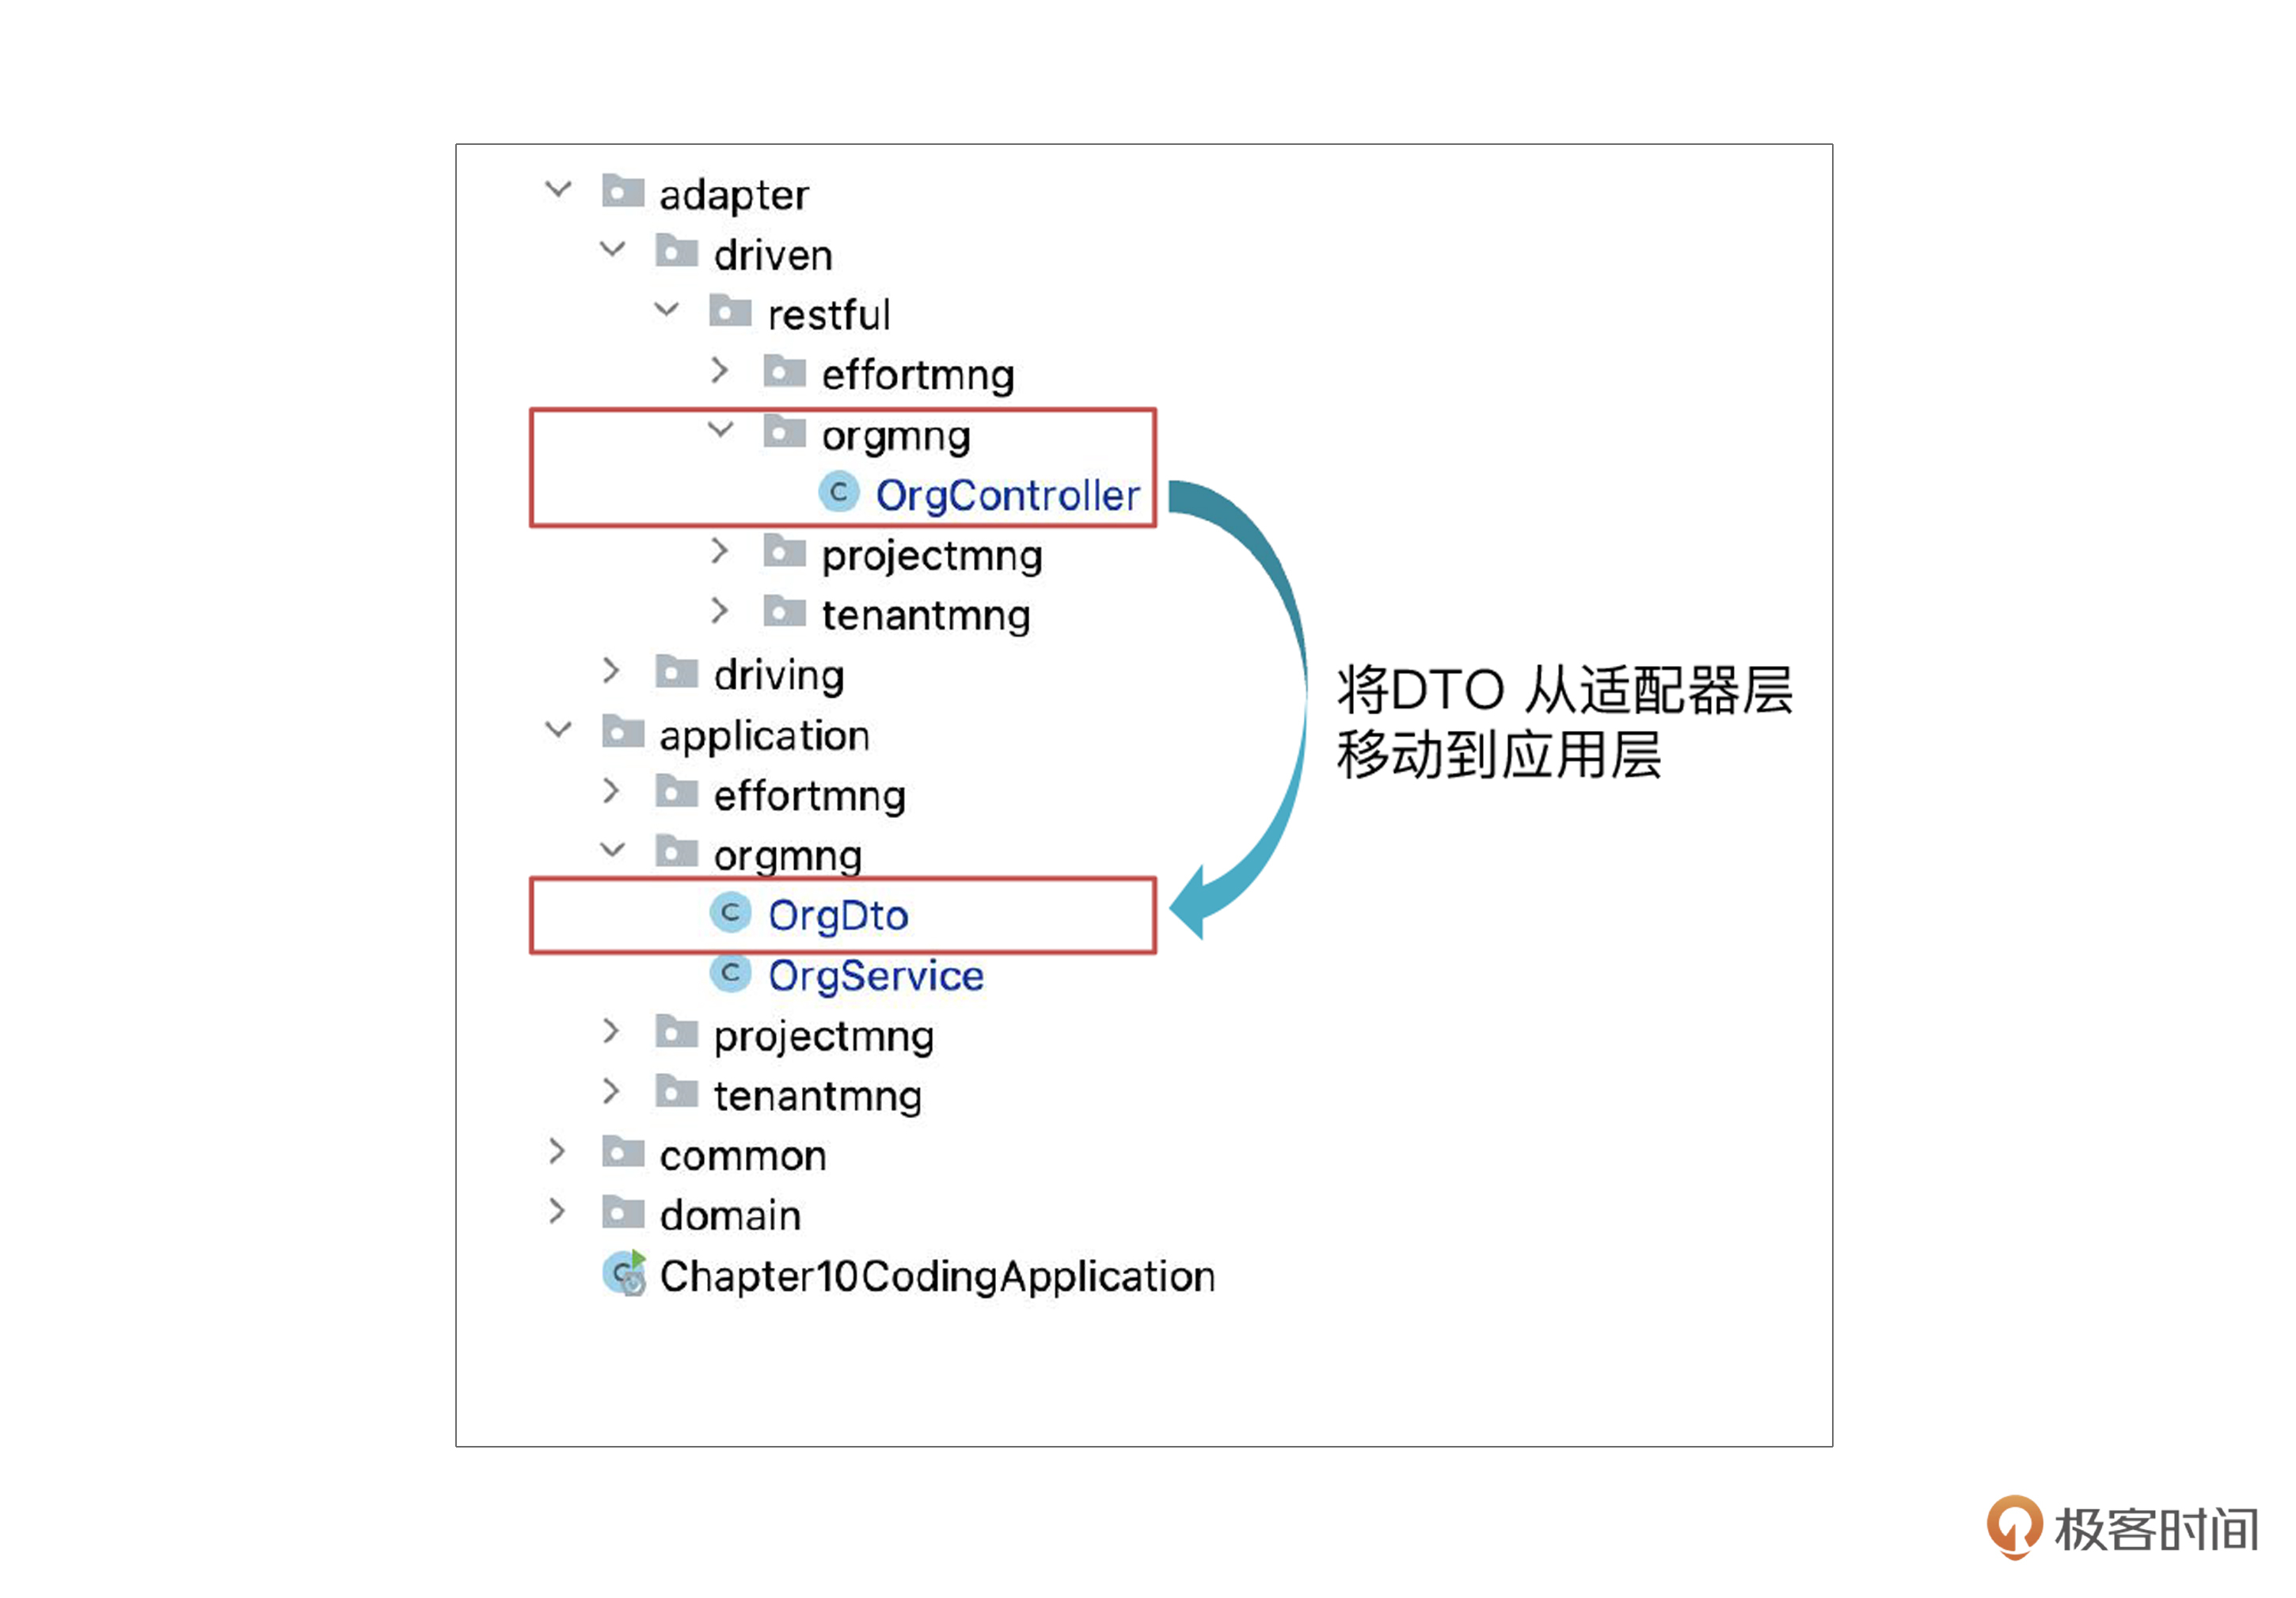 adapter
driven
restful
effortmng
orgmng
OrgController
projectmng
tenantmng
driving
application
effortmng
orgmng
OrgDto
OrgService
projectmng
tenantmng
common
domain
Chapter10CodingApplication
将DTO 从适配器层
移动到应用层
极客时间